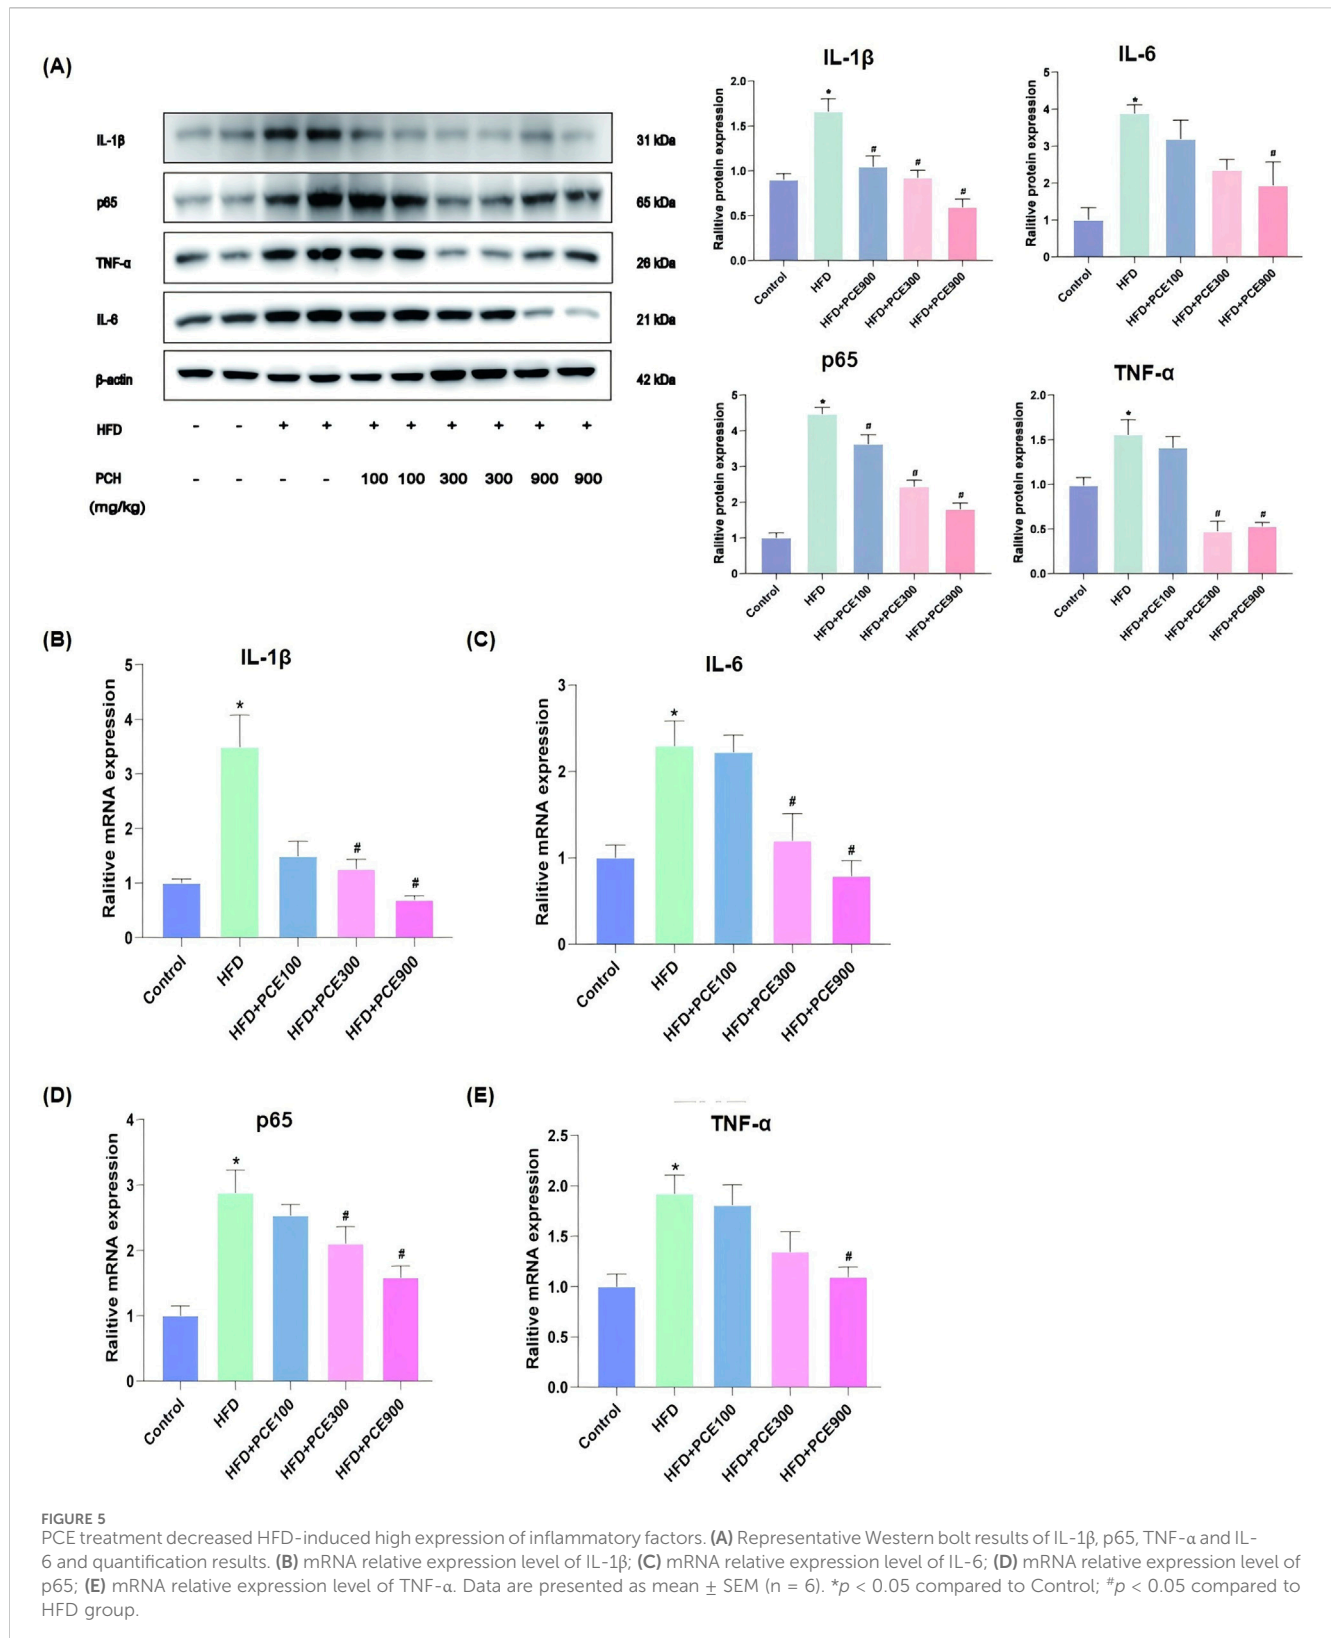 (A)
IL-1β 31 kDa
p65 65 kDa
TNF-α 26 kDa
IL-6 21 kDa
β-actin 42 kDa
HFD - - + + + + + + + +
PCH - - - - 100 100 300 300 900 900
(mg/kg)
IL-1β
Ralitive protein expression
2.0
1.5
1.0
0.5
0.0
* # # #
Control HFD HFD+PCE900 HFD+PCE300 HFD+PCE900
IL-6
Ralitive protein expression
5
4
3
2
1
0
* #
Control HFD HFD+PCE100 HFD+PCE300 HFD+PCE900
p65
Ralitive protein expression
5
4
3
2
1
0
* # # #
Control HFD HFD+PCE100 HFD+PCE300 HFD+PCE900
TNF-α
Ralitive protein expression
2.0
1.5
1.0
0.5
0.0
* # #
Control HFD HFD+PCE100 HFD+PCE300 HFD+PCE900
(B)
IL-1β
Ralitive mRNA expression
5
4
3
2
1
0
* # #
Control HFD HFD+PCE100 HFD+PCE300 HFD+PCE900
(C)
IL-6
Ralitive mRNA expression
3
2
1
0
* # #
Control HFD HFD+PCE100 HFD+PCE300 HFD+PCE900
(D)
p65
Ralitive mRNA expression
4
3
2
1
0
* # #
Control HFD HFD+PCE100 HFD+PCE300 HFD+PCE900
(E)
TNF-α
Ralitive mRNA expression
2.5
2.0
1.5
1.0
0.5
0.0
* #
Control HFD HFD+PCE100 HFD+PCE300 HFD+PCE900
FIGURE 5
PCE treatment decreased HFD-induced high expression of inflammatory factors. (A) Representative Western bolt results of IL-1β, p65, TNF-α and IL-
6 and quantification results. (B) mRNA relative expression level of IL-1β; (C) mRNA relative expression level of IL-6; (D) mRNA relative expression level of
p65; (E) mRNA relative expression level of TNF-α. Data are presented as mean ± SEM (n = 6). *p < 0.05 compared to Control; #p < 0.05 compared to
HFD group.